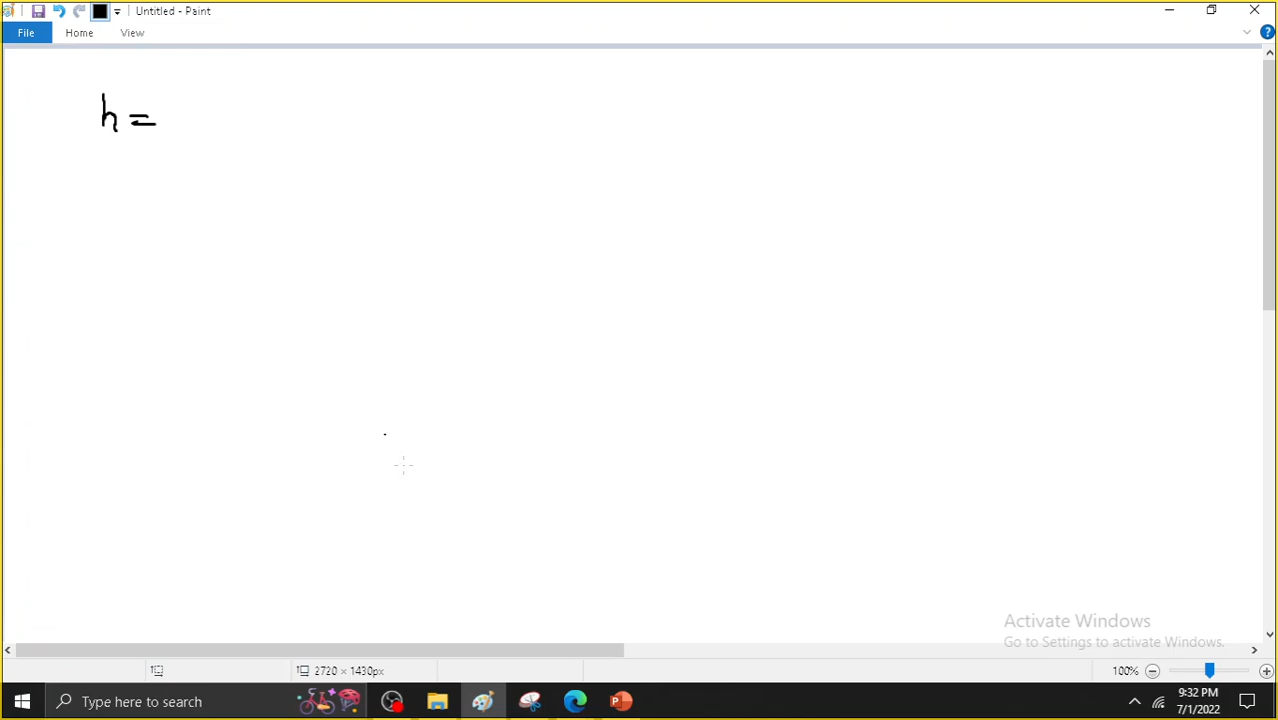 Untitled - Paint
File Home View
h =
Activate Windows
Go to Settings to activate Windows.
2720 × 1430px
100%
Type here to search
9:32 PM
7/1/2022